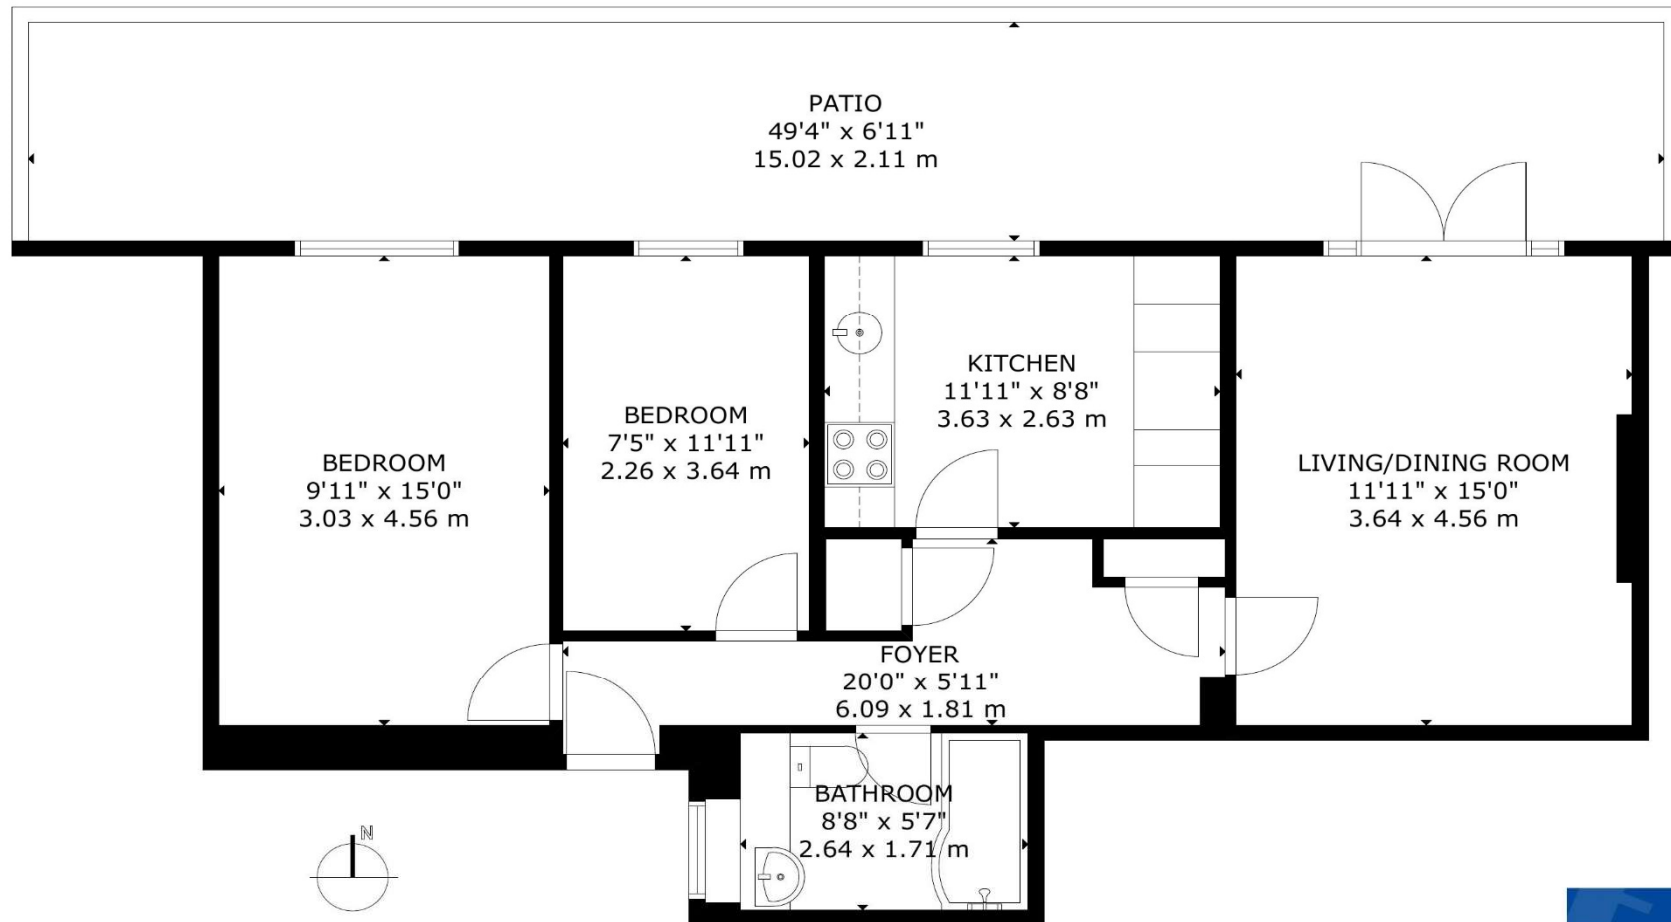 PATIO
49'4" x 6'11"
15.02 x 2.11 m
KITCHEN
11'11" x 8'8"
3.63 x 2.63 m
BEDROOM
7'5" x 11'11"
2.26 x 3.64 m
BEDROOM
9'11" x 15'0"
3.03 x 4.56 m
LIVING/DINING ROOM
11'11" x 15'0"
3.64 x 4.56 m
FOYER
20'0" x 5'11"
6.09 x 1.81 m
BATHROOM
8'8" x 5'7"
2.64 x 1.71 m
N